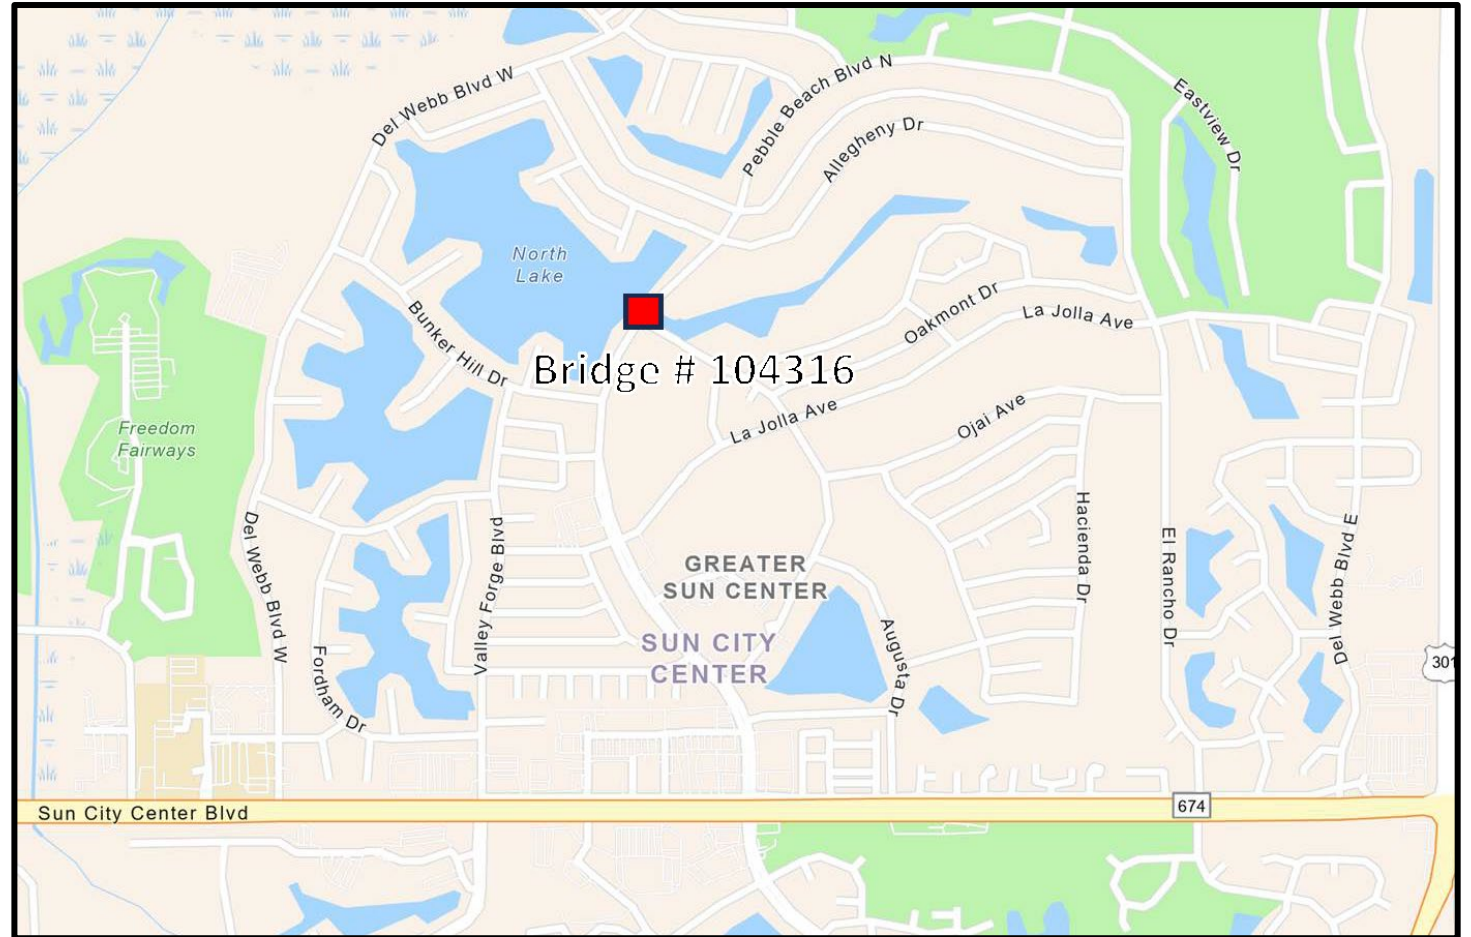 Del Webb Blvd W
Pebble Beach Blvd N
Eastview Dr
Allegheny Dr
North
Lake
Bunker Hill Dr
Oakmont Dr
La Jolla Ave
Bridge # 104316
Freedom
Fairways
La Jolla Ave
Ojai Ave
Del Webb Blvd W
Valley Forge Blvd
Hacienda Dr
El Rancho Dr
Del Webb Blvd E
GREATER
SUN CENTER
SUN CITY
CENTER
Augusta Dr
Fordham Dr
301
674
Sun City Center Blvd